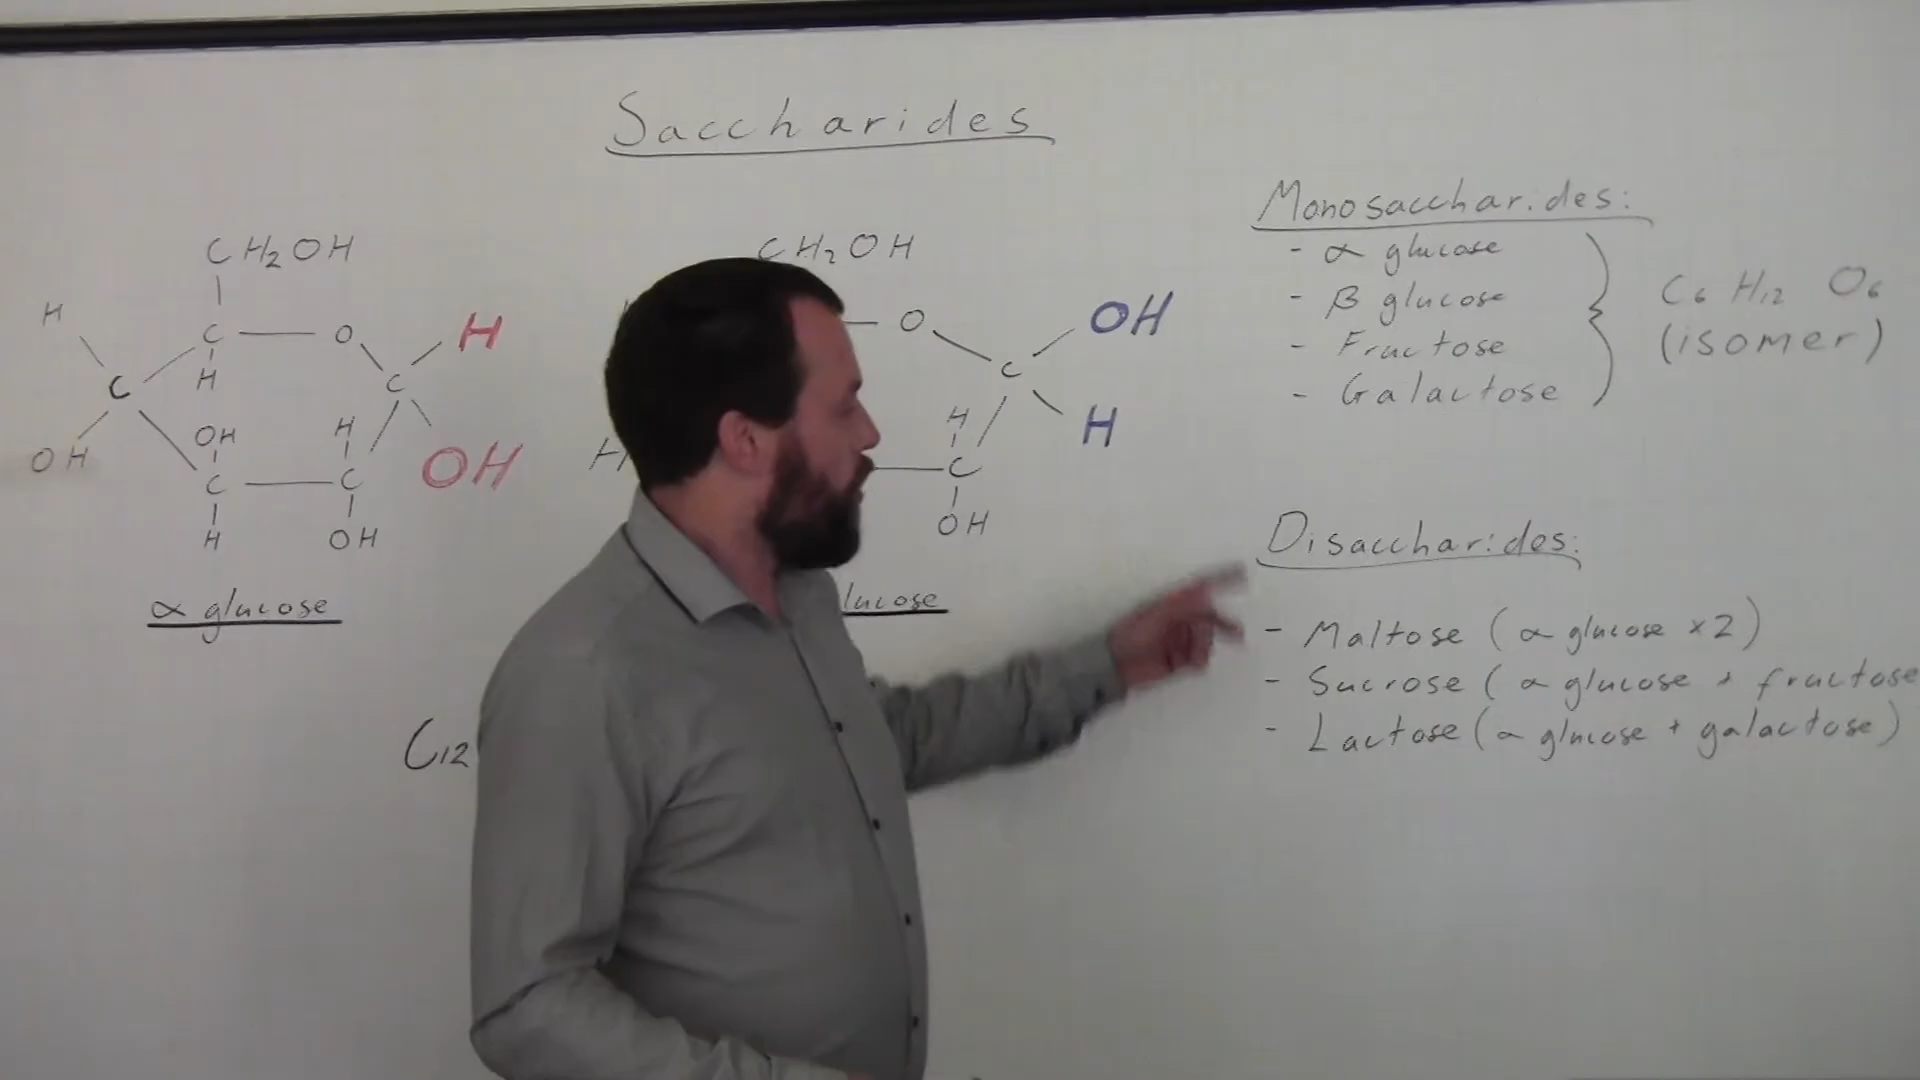 Saccharides
CH2OH
H
C
O
H
C
H
C
OH
OH
H
C
C
OH
H
OH
α glucose
CH2OH
O
OH
C
H
H
H
C
OH
lucose
C12
Monosaccharides:
- α glucose
- β glucose
- Fructose
- Galactose
C6 H12 O6
(isomer)
Disaccharides:
- Maltose (α glucose x2)
- Sucrose (α glucose + fructose
- Lactose (α glucose + galactose)